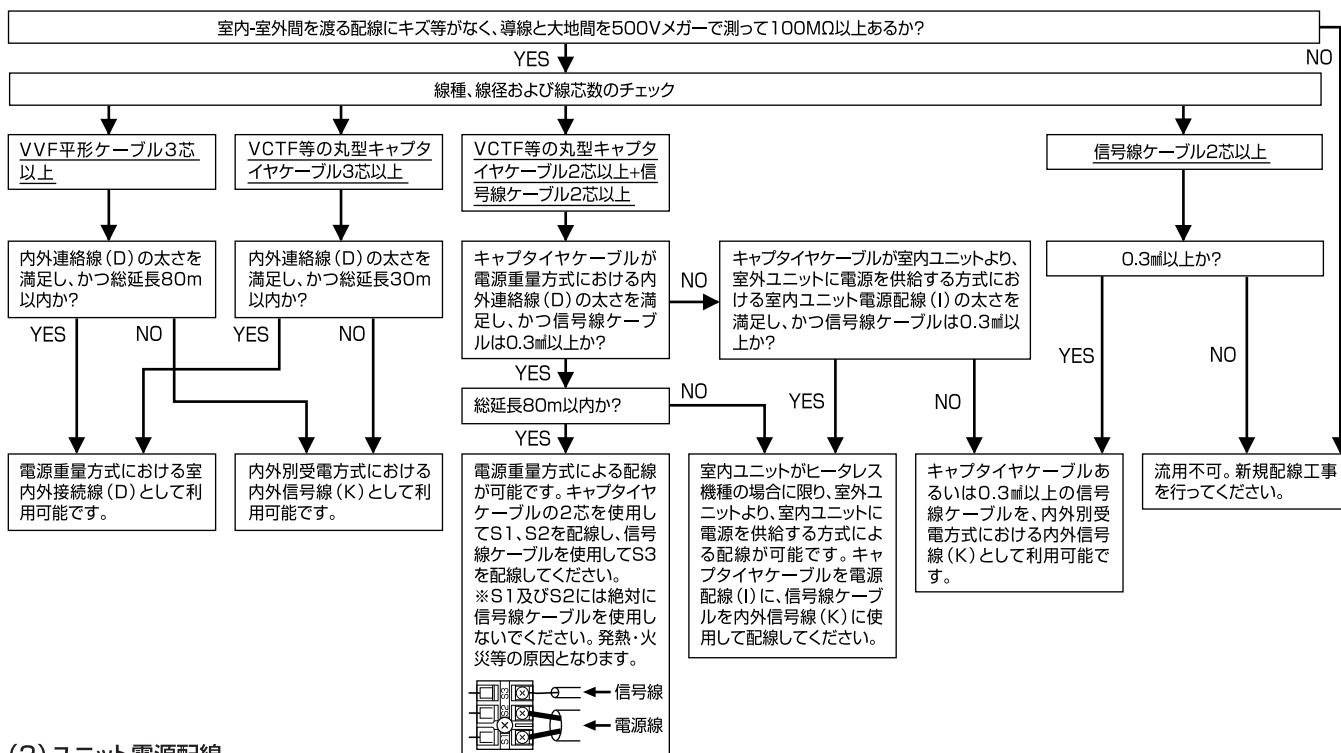 室内-室外間を渡る配線にキズ等がなく、導線と大地間を500Vメガーで測って100MΩ以上あるか?
YES
NO
線種、線径および線芯数のチェック
VVF平形ケーブル3芯
以上
VCTF等の丸型キャプタ
イヤケーブル3芯以上
VCTF等の丸型キャプタ
イヤケーブル2芯以上+信
号線ケーブル2芯以上
信号線ケーブル2芯以上
内外連絡線(D)の太さを
満足し、かつ総延長80m
以内か?
内外連絡線(D)の太さを
満足し、かつ総延長30m
以内か?
キャプタイヤケーブルが
電源重量方式における内
外連絡線(D)の太さを満
足し、かつ信号線ケーブ
ルは0.3㎟以上か?
NO
キャプタイヤケーブルが室内ユニットより、
室外ユニットに電源を供給する方式にお
ける室内ユニット電源配線(I)の太さを
満足し、かつ信号線ケーブルは0.3㎟以
上か?
0.3㎟以上か?
YES
NO
YES
NO
YES
総延長80m以内か?
NO
YES
YES
NO
YES
NO
電源重量方式における室
内外接続線(D)として利
用可能です。
内外別受電方式における
内外信号線(K)として利
用可能です。
電源重量方式による配線
が可能です。キャプタイヤ
ケーブルの2芯を使用し
てS1、S2を配線し、信号
線ケーブルを使用してS3
を配線してください。
※S1及びS2には絶対に
信号線ケーブルを使用し
ないでください。発熱・火
災等の原因となります。
S3
S2
S1
信号線
電源線
室内ユニットがヒータレス
機種の場合に限り、室外ユ
ニットより、室内ユニットに
電源を供給する方式によ
る配線が可能です。キャ
プタイヤケーブルを電源
配線(I)に、信号線ケーブ
ルを内外信号線(K)に使
用して配線してください。
キャプタイヤケーブルあ
るいは0.3㎟以上の信号
線ケーブルを、内外別受
電方式における内外信号
線(K)として利用可能で
す。
流用不可。新規配線工事
を行ってください。
(2)ユニット電源配線